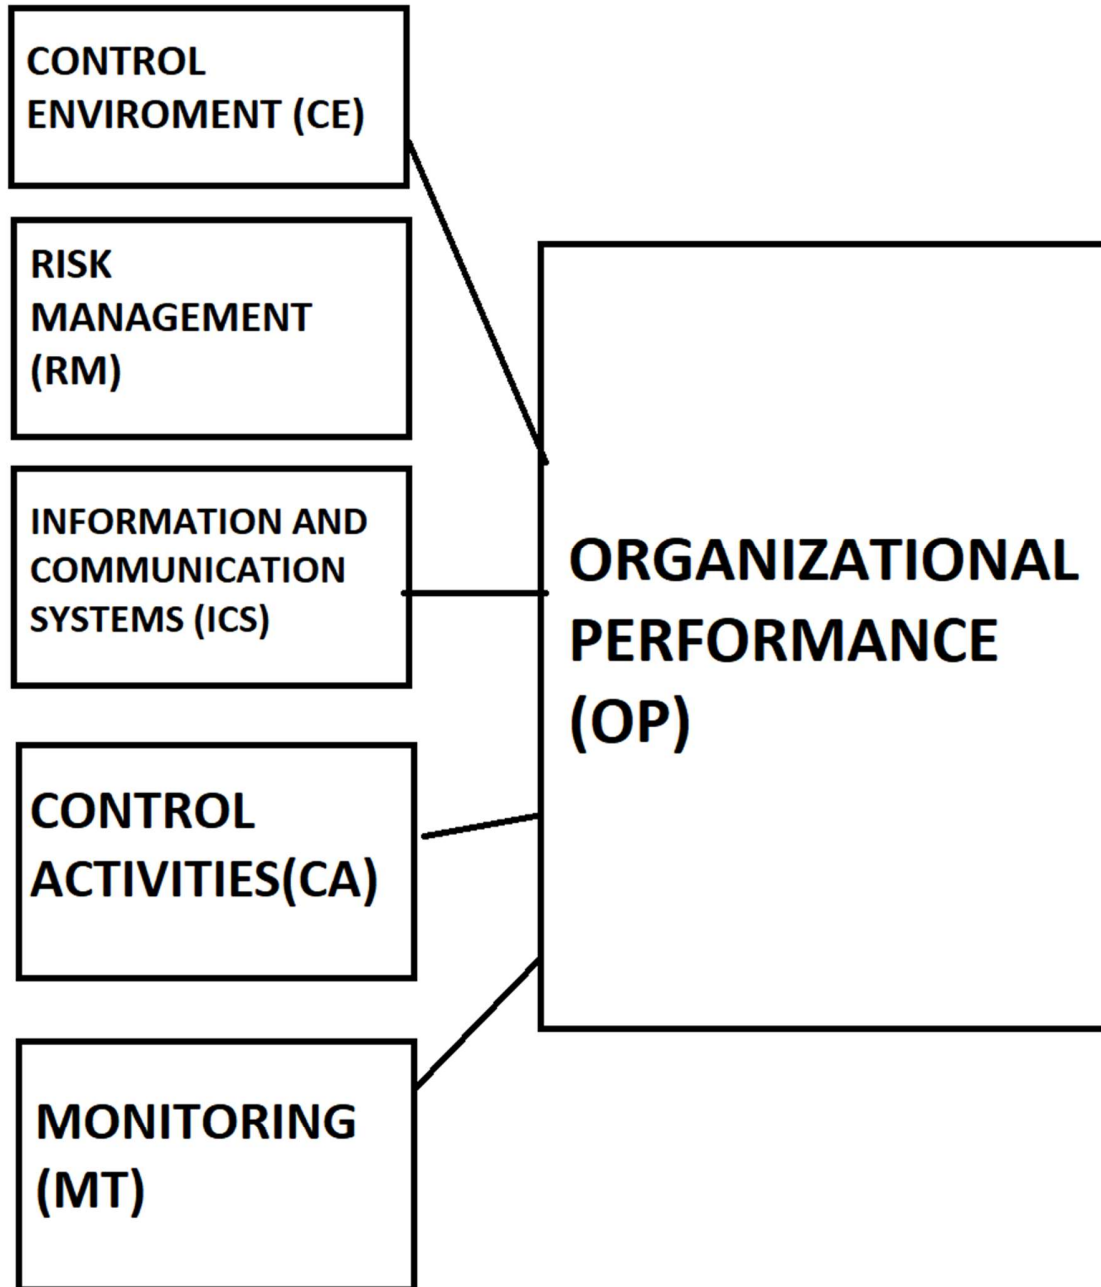 CONTROL
ENVIROMENT (CE)
RISK
MANAGEMENT
(RM)
INFORMATION AND
COMMUNICATION
SYSTEMS (ICS)
CONTROL
ACTIVITIES(CA)
MONITORING
(MT)
ORGANIZATIONAL
PERFORMANCE
(OP)